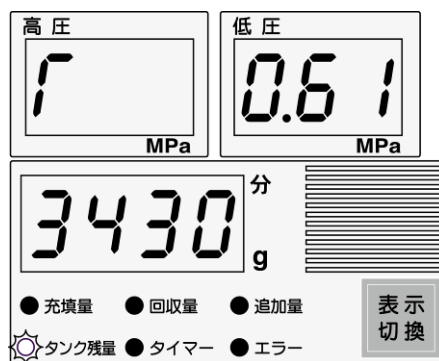 高圧
低圧
Γ
0.61
MPa
MPa
3430
分
g
充填量
回収量
追加量
タンク残量
タイマー
エラー
表示
切換